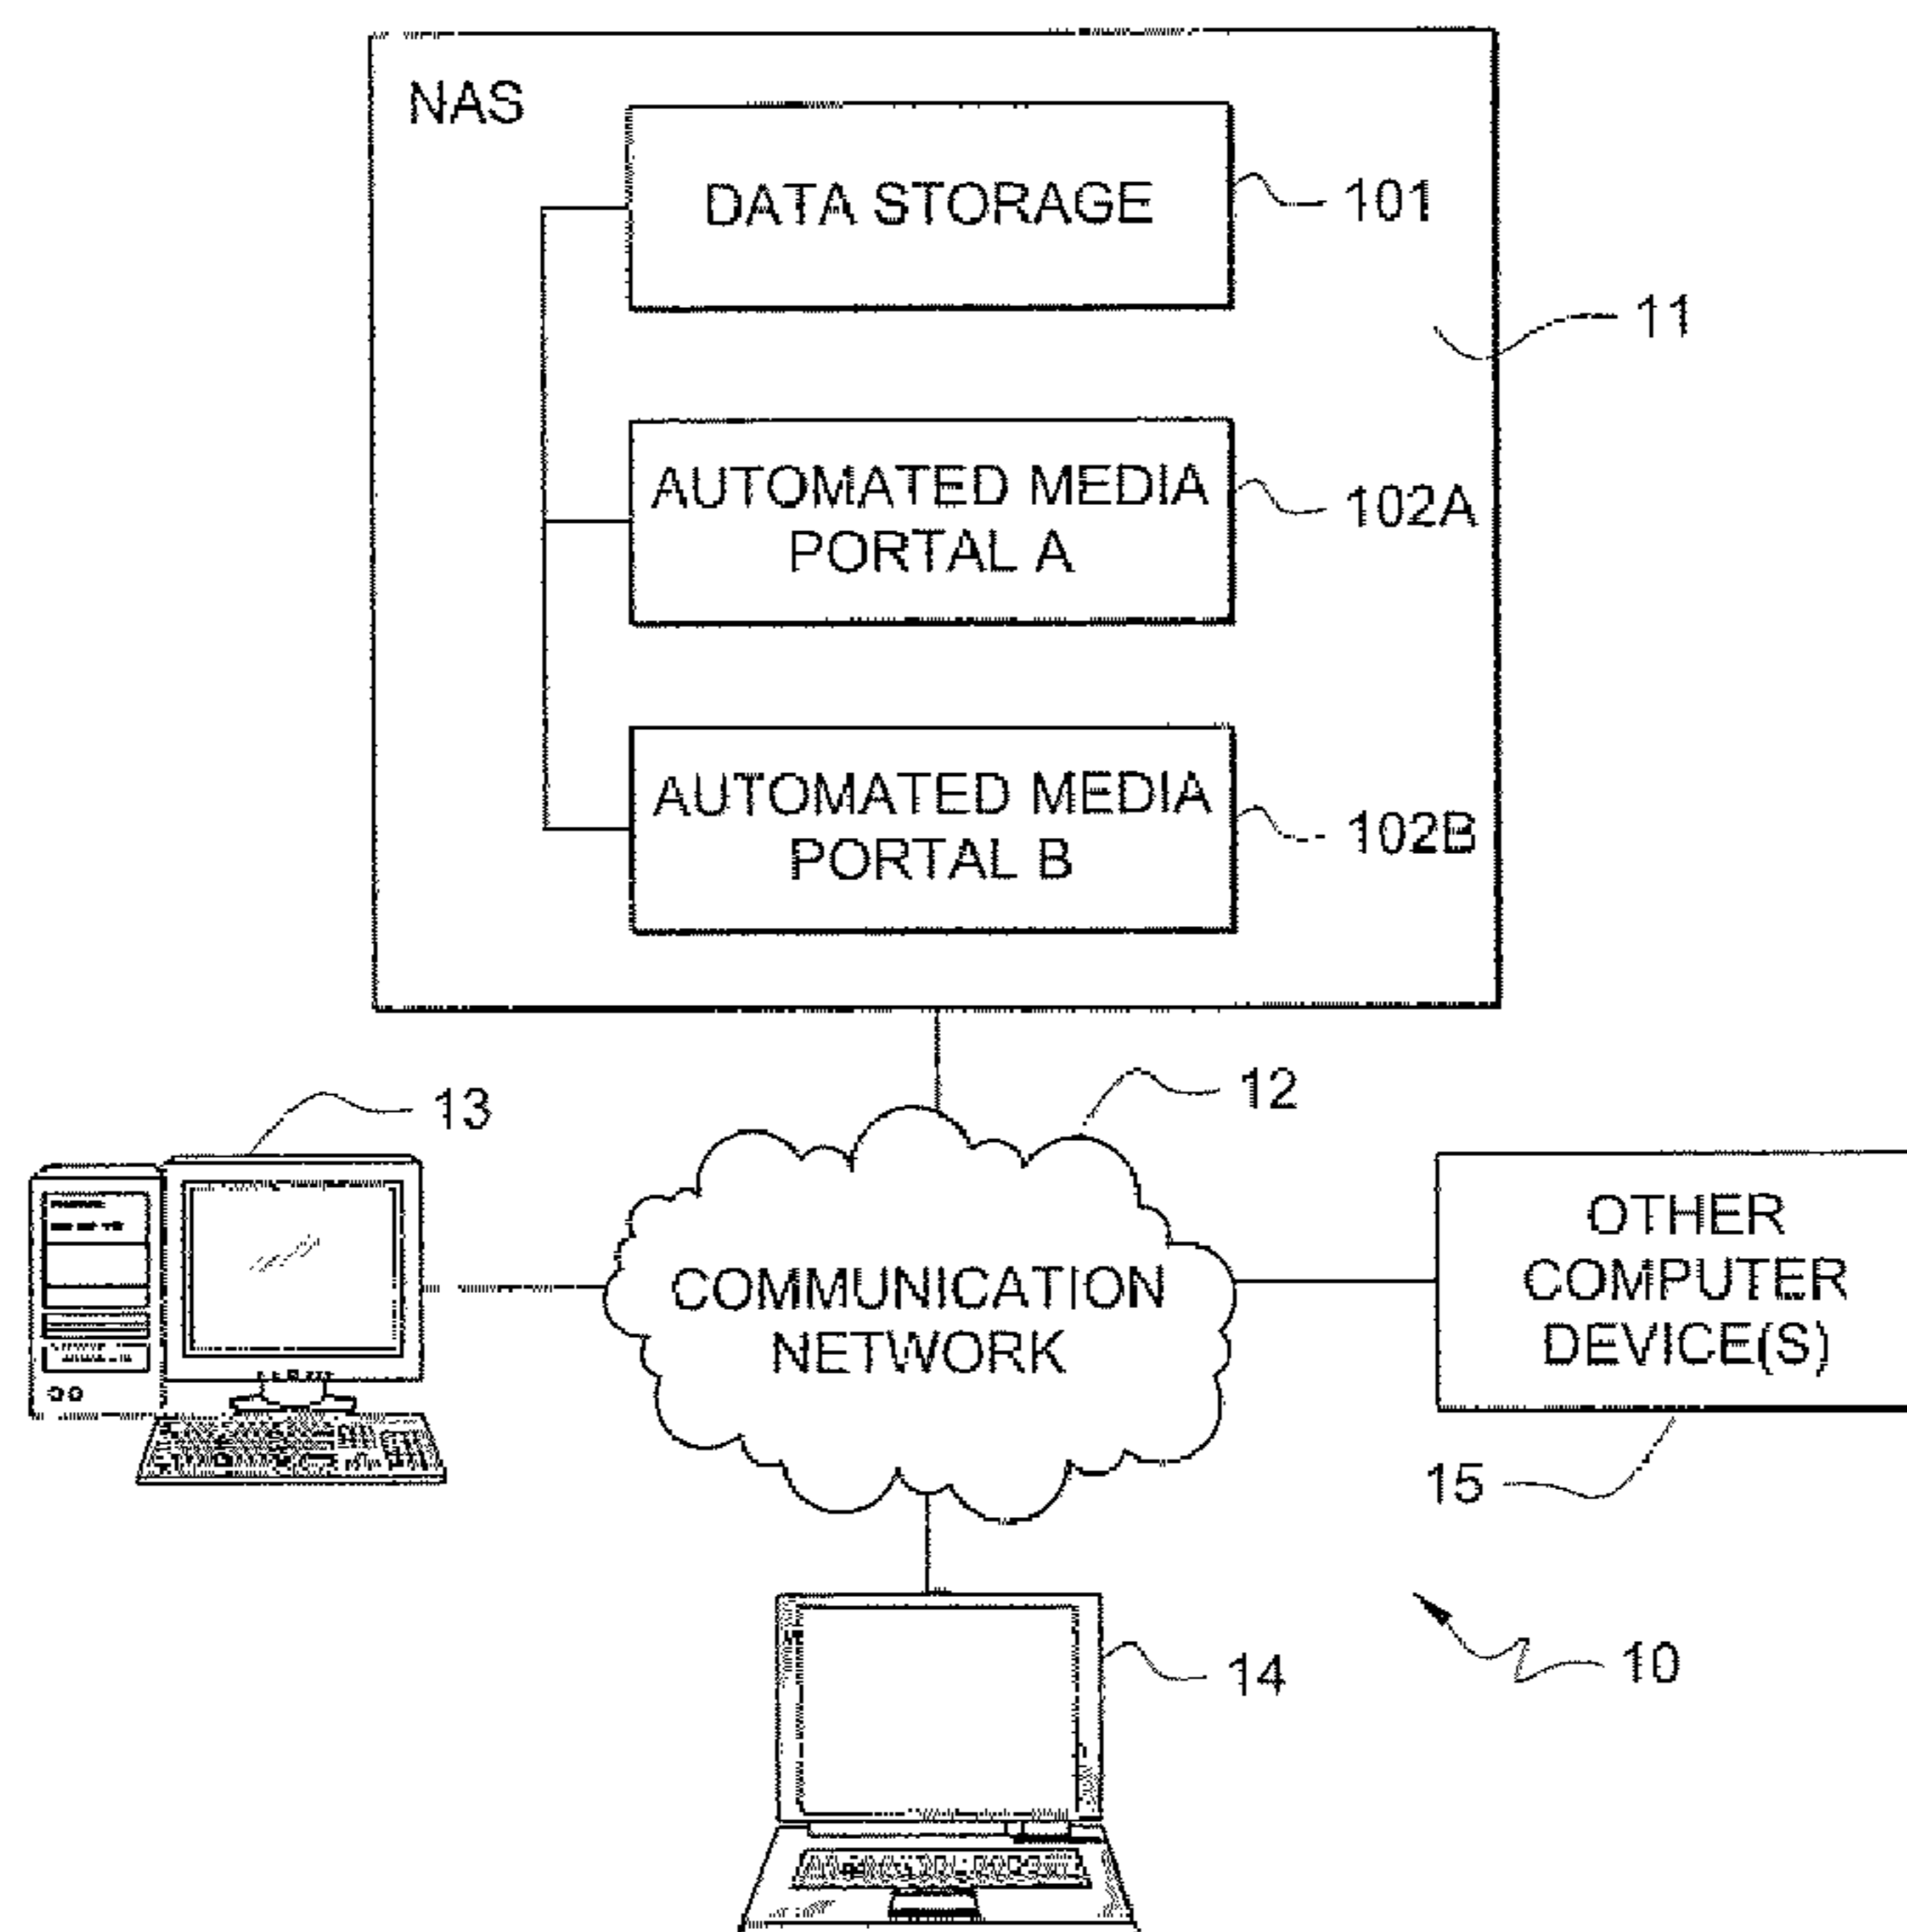 NAS
DATA STORAGE
101
11
AUTOMATED MEDIA
PORTAL A
102A
AUTOMATED MEDIA
PORTAL B
102B
12
13
COMMUNICATION
NETWORK
OTHER
COMPUTER
DEVICE(S)
15
14
10